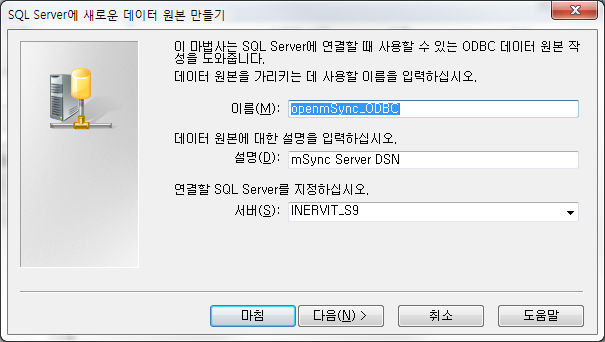 SQL Server에 새로운 데이터 원본 만들기
이 마법사는 SQL Server에 연결할 때 사용할 수 있는 ODBC 데이터 원본 작
성을 도와줍니다.
데이터 원본을 가리키는 데 사용할 이름을 입력하십시오.
이름(M): openmSync_ODBC
데이터 원본에 대한 설명을 입력하십시오.
설명(D): mSync Server DSN
연결할 SQL Server를 지정하십시오.
서버(S): INERVIT_S9
마침 다음(N) > 취소 도움말